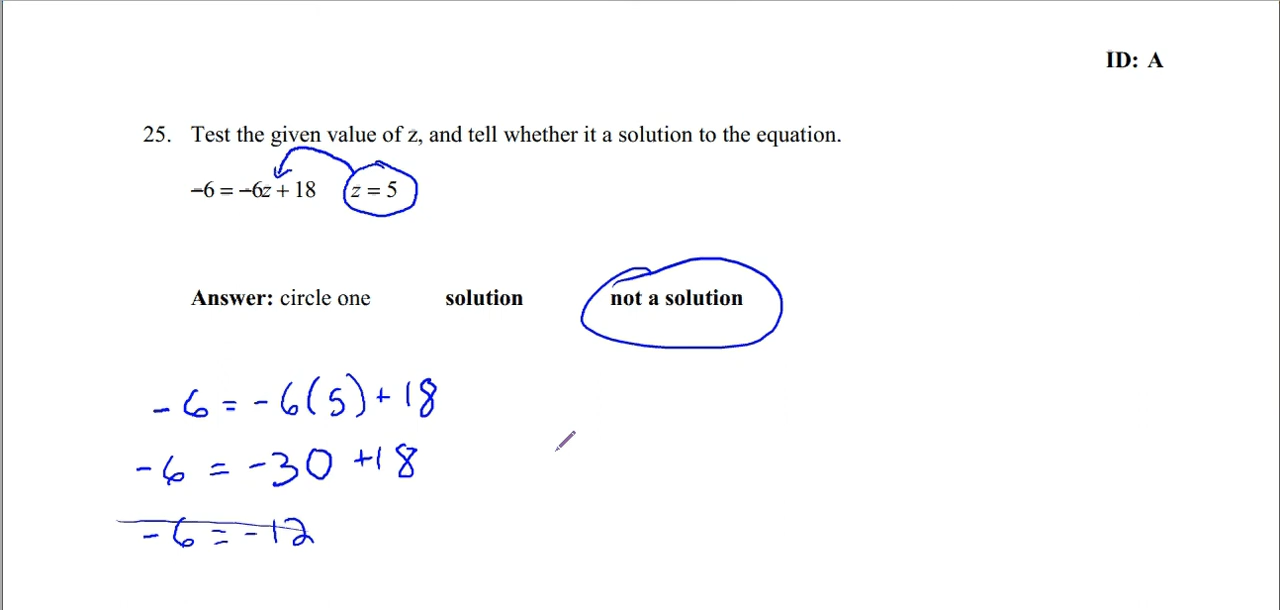 ID: A
25. Test the given value of z, and tell whether it a solution to the equation.
−6 = −6z + 18 z = 5
Answer: circle one solution not a solution
-6 = -6(5) + 18
-6 = -30 +18
-6 = -12